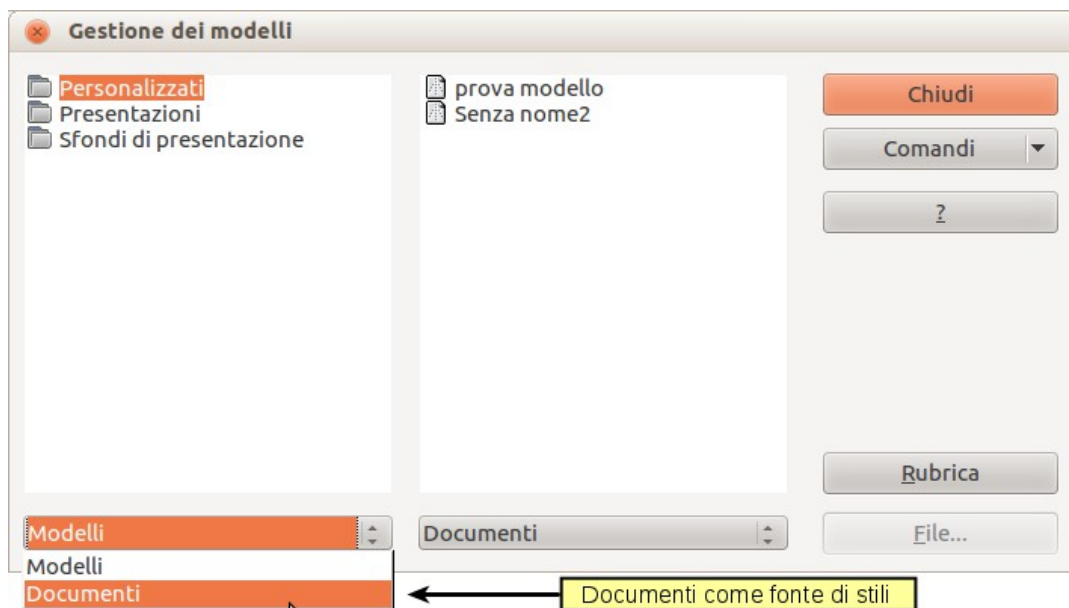 Gestione dei modelli
Personalizzati
Presentazioni
Sfondi di presentazione
prova modello
Senza nome2
Chiudi
Comandi
?
Rubrica
File...
Modelli
Documenti
Modelli
Documenti
Documenti come fonte di stili